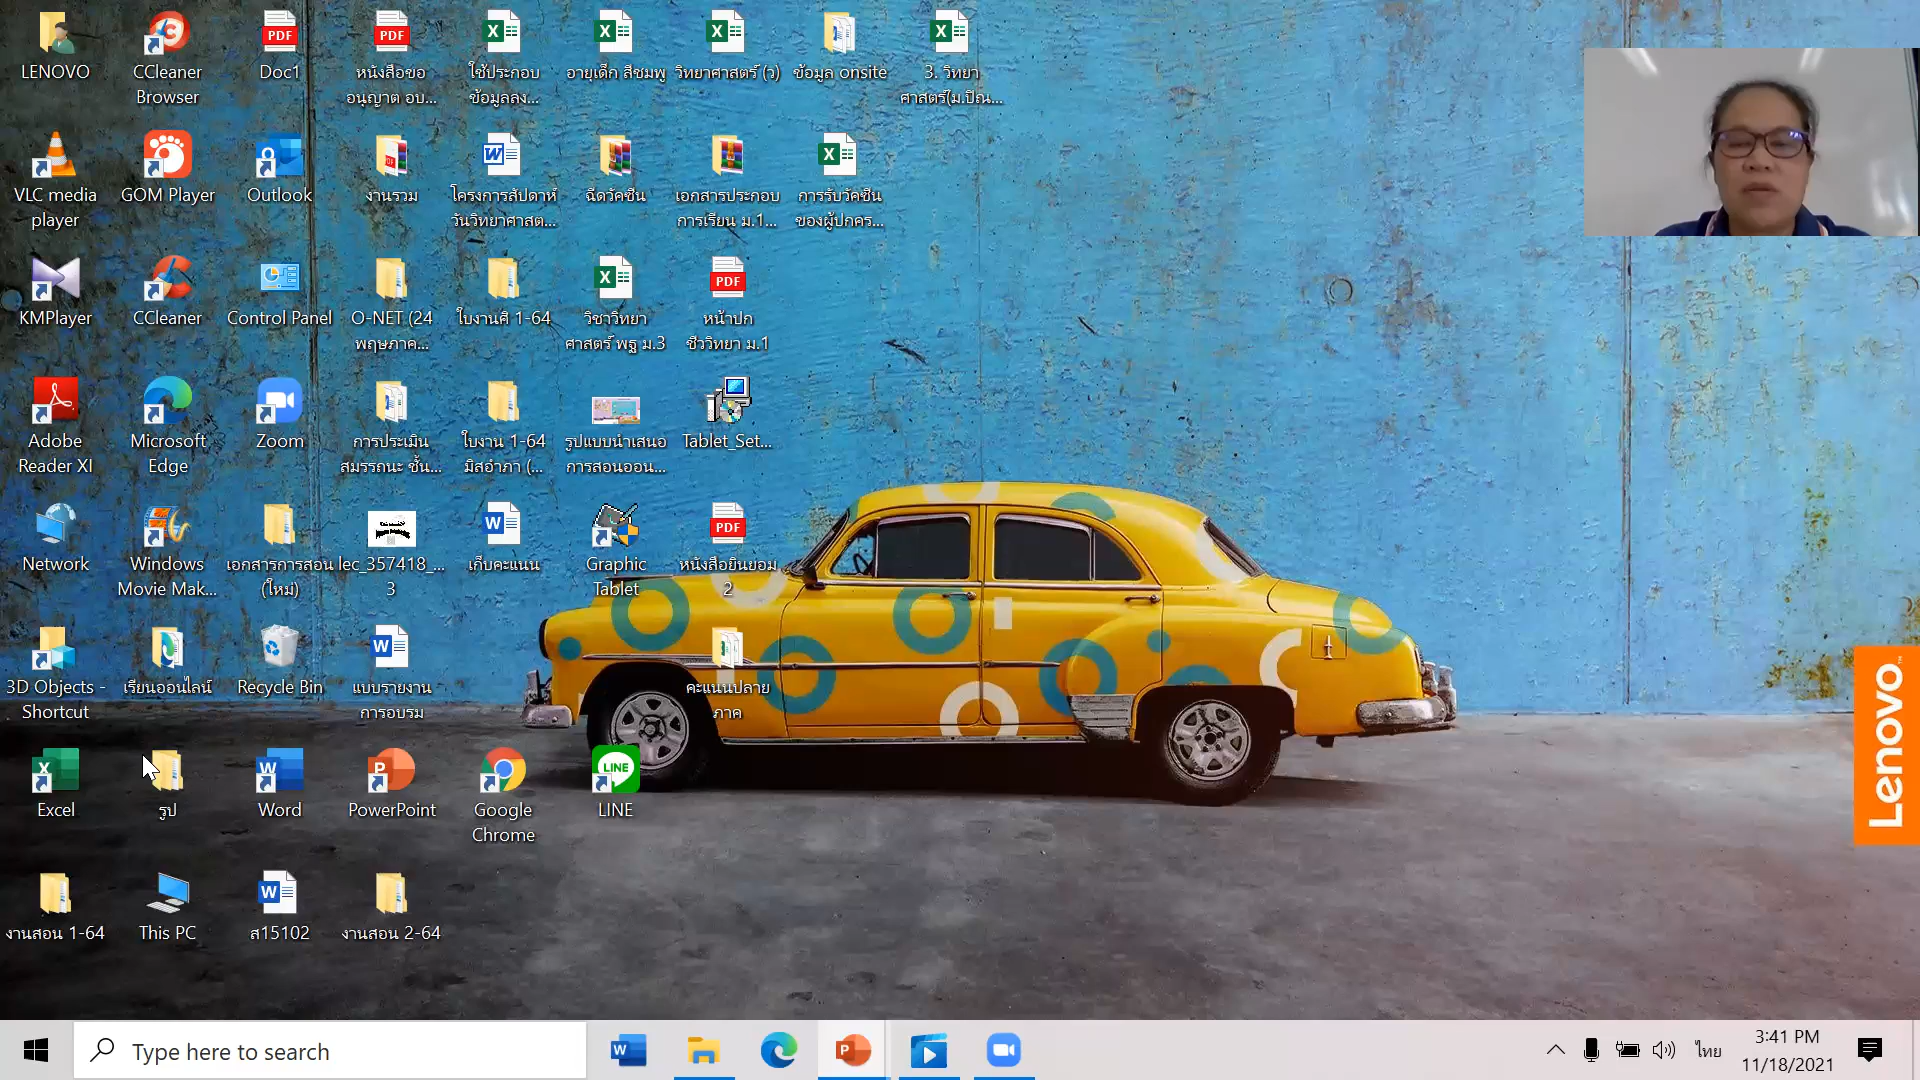 LENOVO
CCleaner
Browser
Doc1
หนังสือขอ
อนุญาต อบ...
ใช้ประกอบ
ข้อมูลลง...
อายุเด็ก สีชมพู
วิทยาศาสตร์ (ว)
ข้อมูล onsite
3. วิทยา
ศาสตร์(ม.ปิณ...
VLC media
player
GOM Player
Outlook
งานรวม
โครงการสัปดาห์
วันวิทยาศาสต...
ฉีดวัคซีน
เอกสารประกอบ
การเรียน ม.1...
การรับวัคซีน
ของผู้ปกคร...
KMPlayer
CCleaner
Control Panel
O-NET (24
พฤษภาค...
ใบงานศิ 1-64
วิชาวิทยา
ศาสตร์ พฐ ม.3
หน้าปก
ชีววิทยา ม.1
Adobe
Reader XI
Microsoft
Edge
Zoom
การประเมิน
สมรรถนะ ชั้น...
ใบงาน 1-64
มิสอำภา (...
รูปแบบนำเสนอ
การสอนออน...
Tablet_Set...
Network
Windows
Movie Mak...
เอกสารการสอน
(ใหม่)
lec_357418_...
3
เก็บคะแนน
Graphic
Tablet
หนังสือยินยอม
2
3D Objects -
Shortcut
เรียนออนไลน์
Recycle Bin
แบบรายงาน
การอบรม
คะแนนปลาย
ภาค
Excel
รูป
Word
PowerPoint
Google
Chrome
LINE
งานสอน 1-64
This PC
ส15102
งานสอน 2-64
Lenovo
Type here to search
ไทย
3:41 PM
11/18/2021